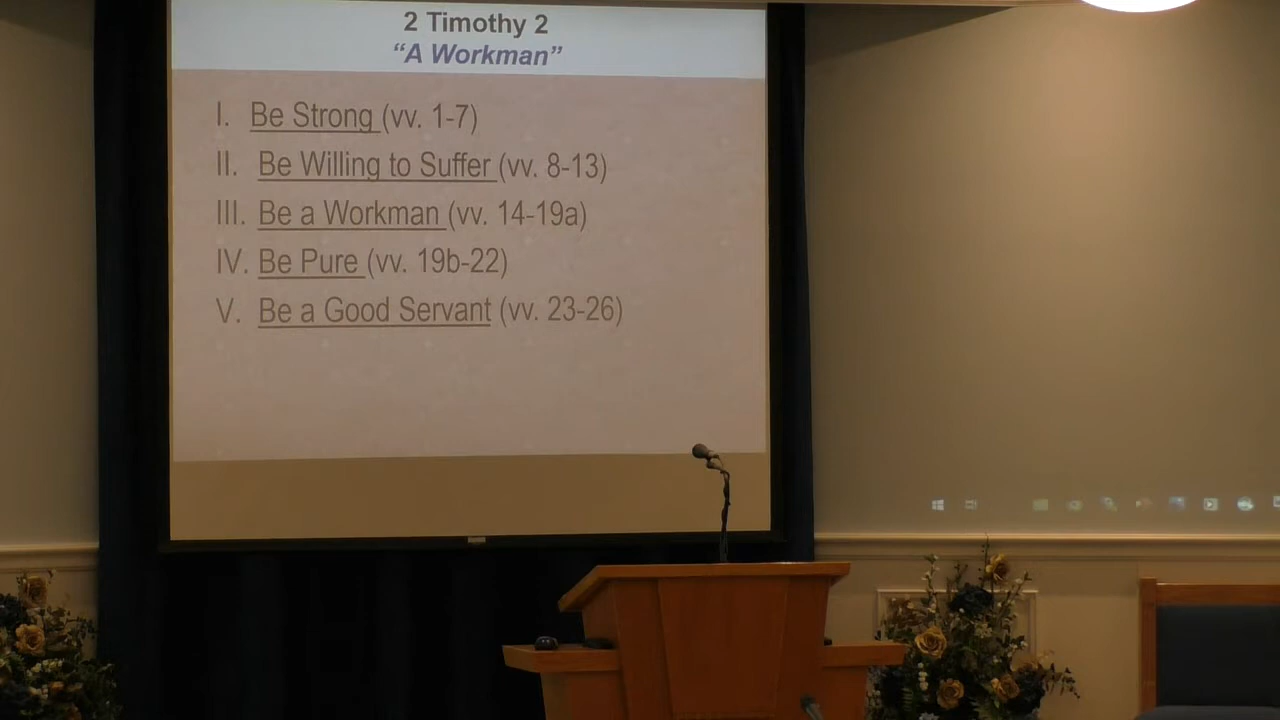 2 Timothy 2
“A Workman”
I. Be Strong (vv. 1-7)
II. Be Willing to Suffer (vv. 8-13)
III. Be a Workman (vv. 14-19a)
IV. Be Pure (vv. 19b-22)
V. Be a Good Servant (vv. 23-26)